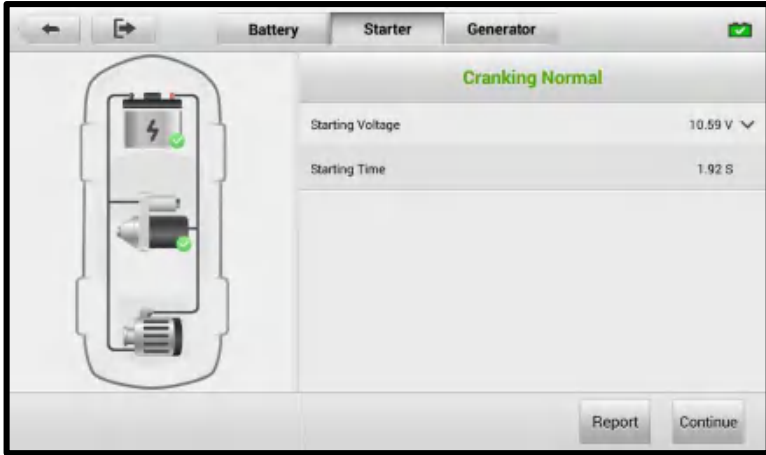 Battery Starter Generator
Cranking Normal
Starting Voltage 10.59 V
Starting Time 1.92 S
Report Continue